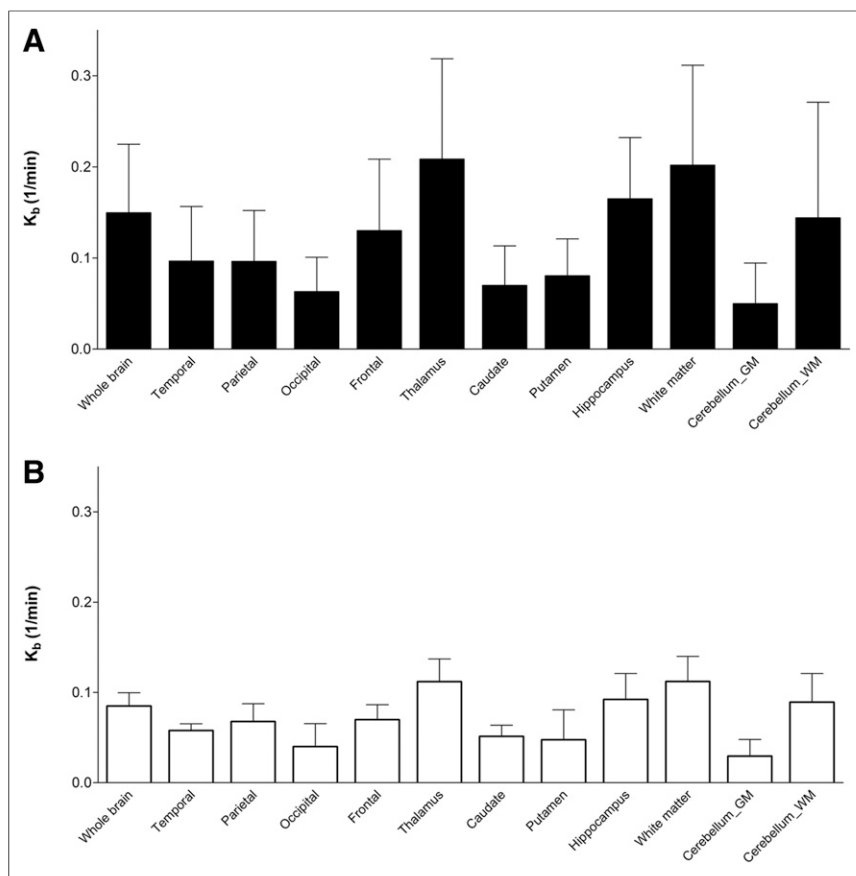 A
K_b (1/min)
0.3
0.2
0.1
0.0
Whole brain
Temporal
Parietal
Occipital
Frontal
Thalamus
Caudate
Putamen
Hippocampus
White matter
Cerebellum_GM
Cerebellum_WM
B
K_b (1/min)
0.3
0.2
0.1
0.0
Whole brain
Temporal
Parietal
Occipital
Frontal
Thalamus
Caudate
Putamen
Hippocampus
White matter
Cerebellum_GM
Cerebellum_WM